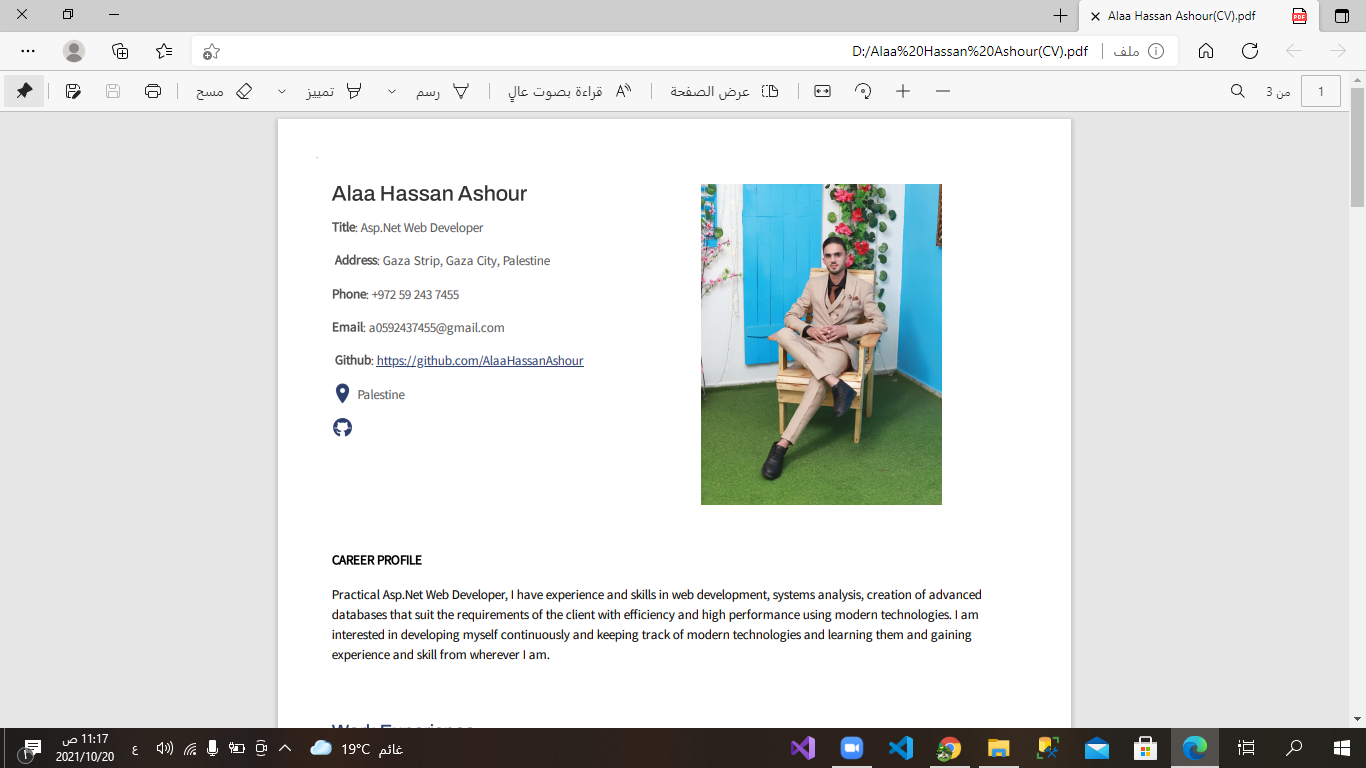 Alaa Hassan Ashour(CV).pdf
ملف
D:/Alaa%20Hassan%20Ashour(CV).pdf
1
من 3
عرض الصفحة
قراءة بصوت عالٍ
رسم
تمييز
مسح
Alaa Hassan Ashour
Title: Asp.Net Web Developer
Address: Gaza Strip, Gaza City, Palestine
Phone: +972 59 243 7455
Email: a0592437455@gmail.com
Github: https://github.com/AlaaHassanAshour
Palestine
CAREER PROFILE
Practical Asp.Net Web Developer, I have experience and skills in web development, systems analysis, creation of advanced
databases that suit the requirements of the client with efficiency and high performance using modern technologies. I am
interested in developing myself continuously and keeping track of modern technologies and learning them and gaining
experience and skill from wherever I am.
Work Experience
غائم 19°C
ع
11:17 ص
2021/10/20